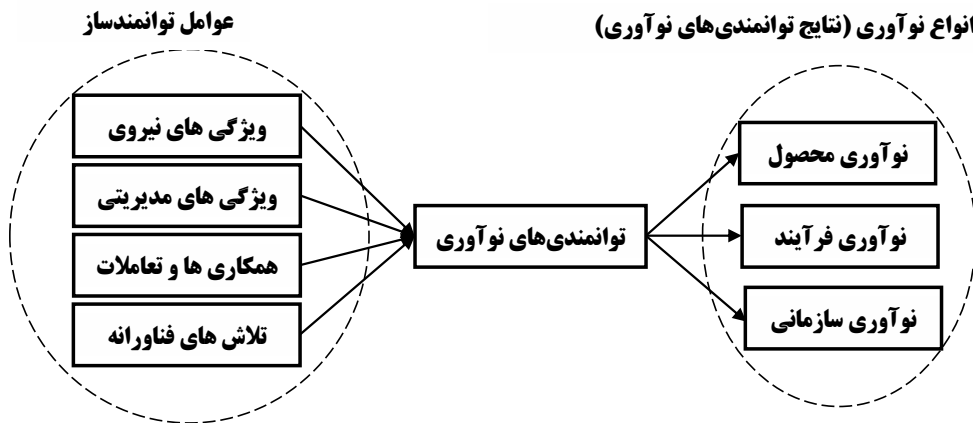 عوامل توانمندساز
انواع نوآوری (نتایج توانمندی‌های نوآوری)
ویژگی های نیروی
ویژگی های مدیریتی
همکاری ها و تعاملات
تلاش های فناورانه
توانمندی‌های نوآوری
نوآوری محصول
نوآوری فرآیند
نوآوری سازمانی